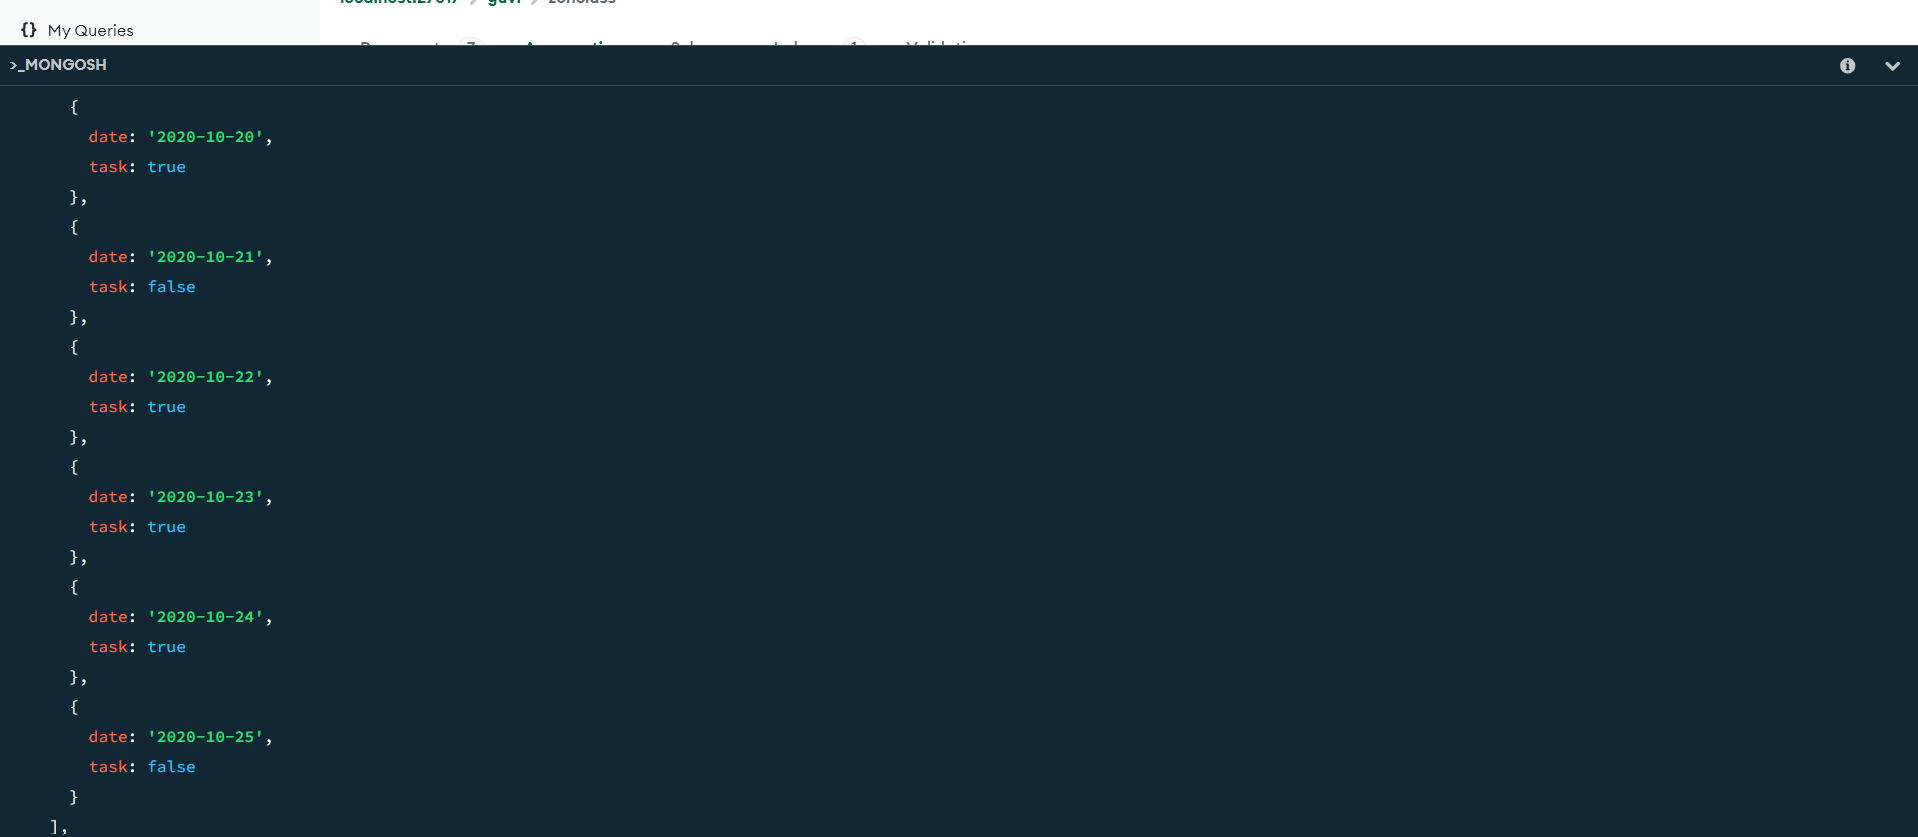 My Queries
>_MONGOSH
{
date: '2020-10-20',
task: true
},
{
date: '2020-10-21',
task: false
},
{
date: '2020-10-22',
task: true
},
{
date: '2020-10-23',
task: true
},
{
date: '2020-10-24',
task: true
},
{
date: '2020-10-25',
task: false
}
],